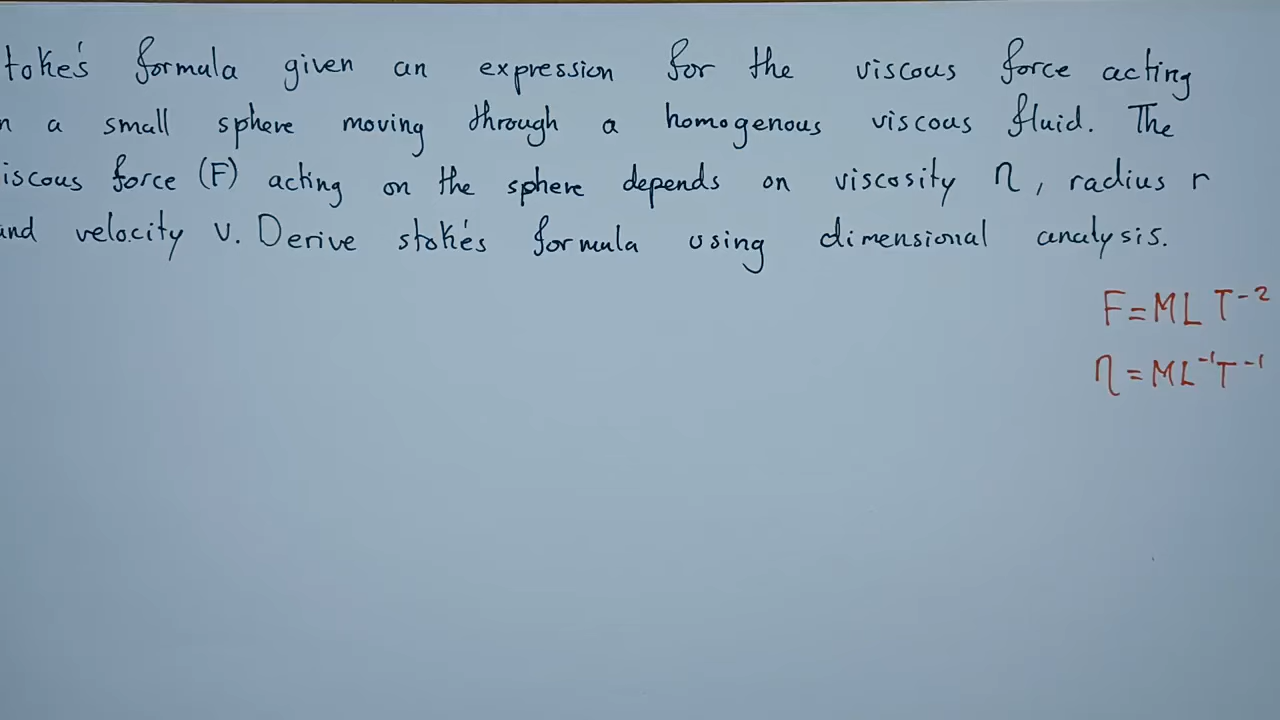 toke's formula given an expression for the viscous force acting
n a small sphere moving through a homogenous viscous fluid. The
iscous force (F) acting on the sphere depends on viscosity η, radius r
and velocity v. Derive stoke's formula using dimensional analysis.
F = MLT⁻²
η = ML⁻¹T⁻¹